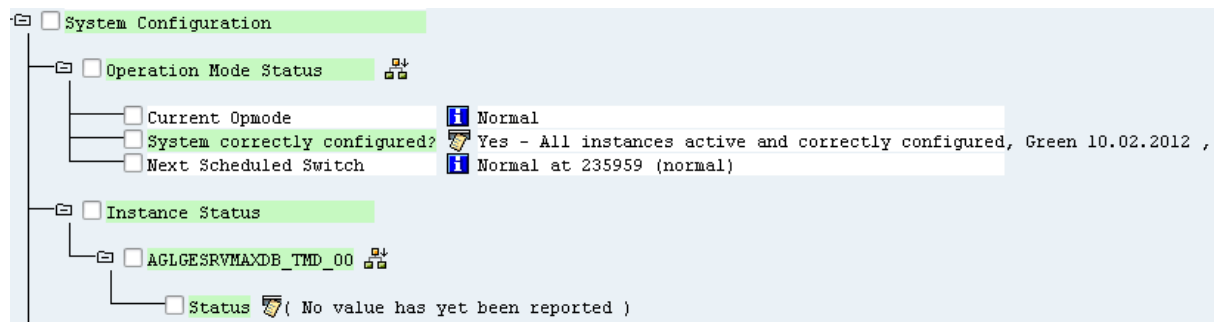 System Configuration
Operation Mode Status
Current Opmode Normal
System correctly configured? Yes - All instances active and correctly configured, Green 10.02.2012 ,
Next Scheduled Switch Normal at 235959 (normal)
Instance Status
AGLGESRVMAXDB_TMD_00
Status ( No value has yet been reported )